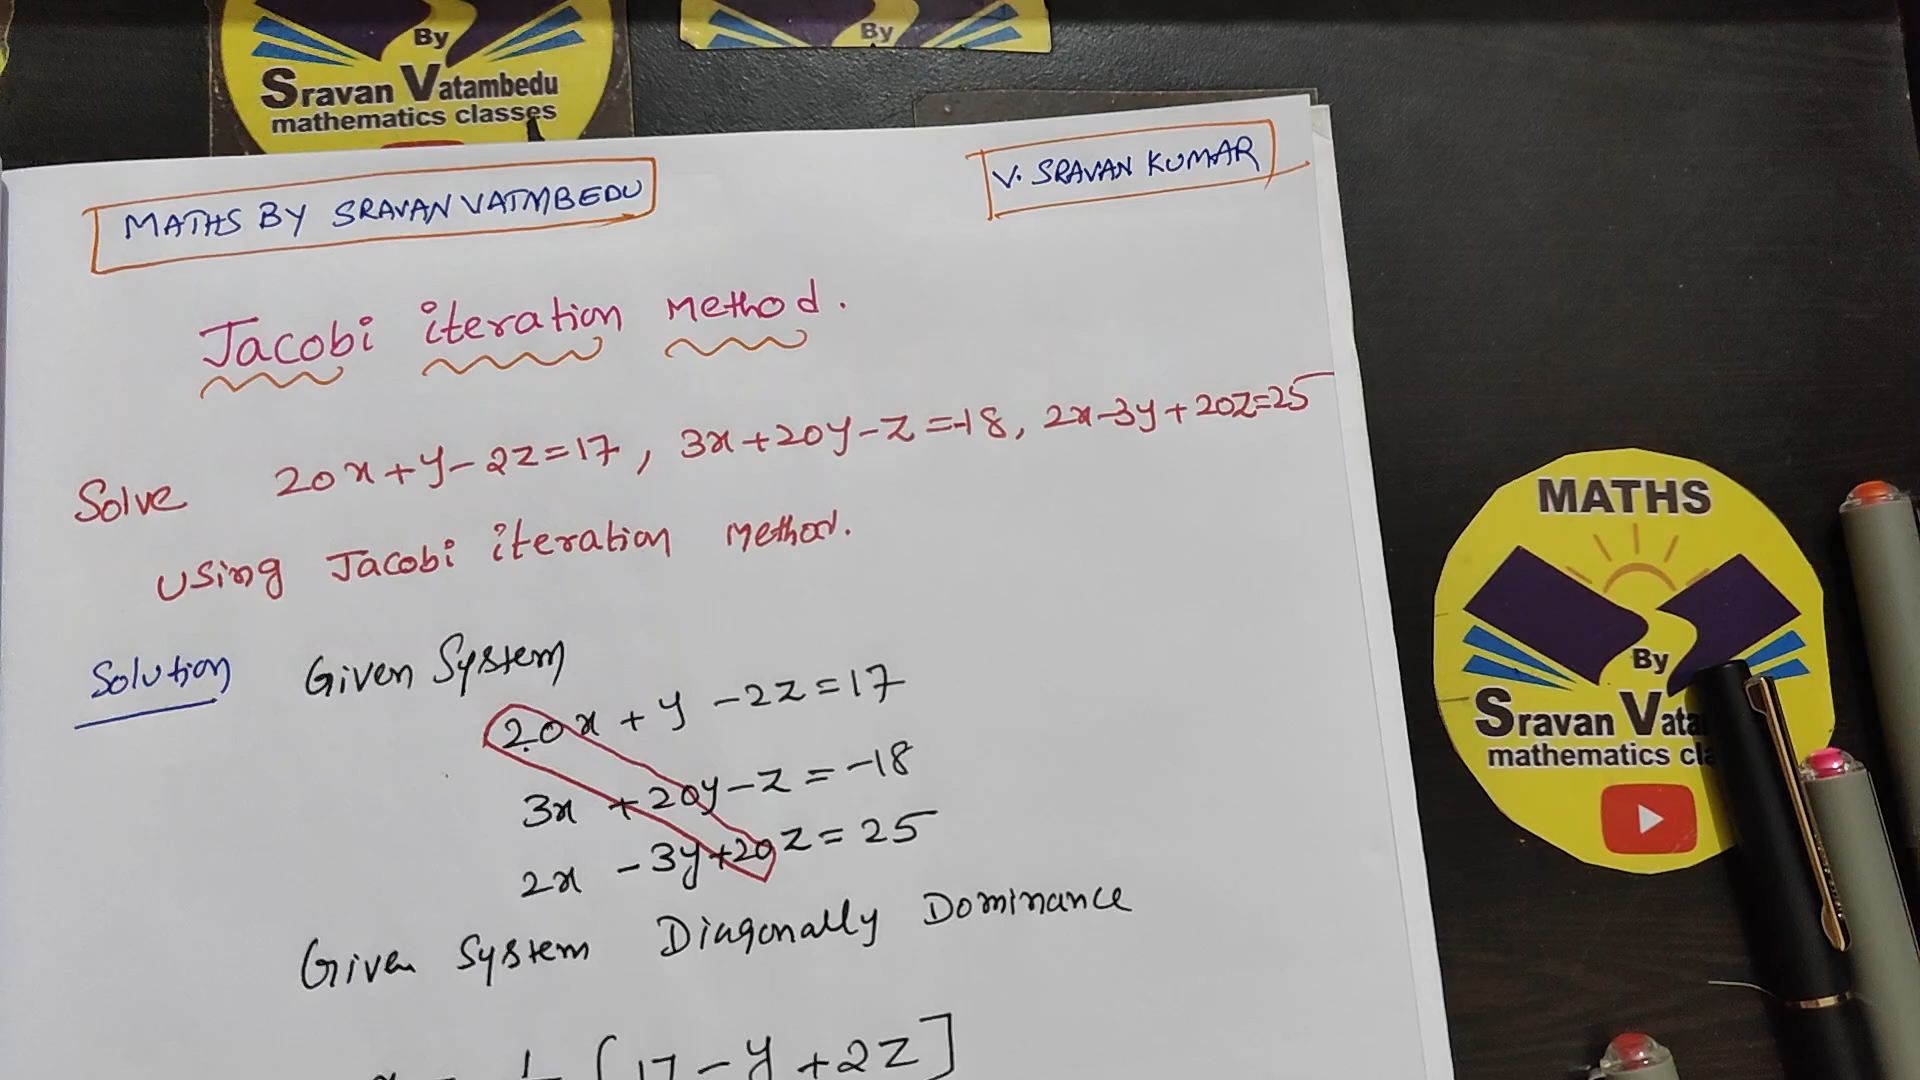 By
Sravan Vatambedu
mathematics classes
By
MATHS BY SRAVAN VATMBEDU
V. SRAVAN KUMAR
Jacobi iteration Method.
Solve 20x+y-2z=17, 3x+20y-z=-18, 2x-3y+20z=25
using Jacobi iteration Method.
Solution Given System
20x + y - 2z = 17
3x + 20y - z = -18
2x - 3y + 20z = 25
Given System Diagonally Dominance
[17 - y + 2z]
MATHS
By
Sravan Vata
mathematics cla